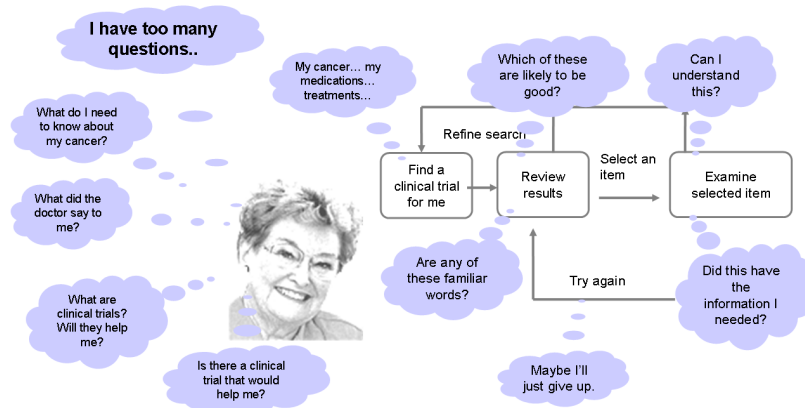 I have too many
questions..
What do I need
to know about
my cancer?
What did the
doctor say to
me?
What are
clinical trials?
Will they help
me?
Is there a clinical
trial that would
help me?
My cancer… my
medications…
treatments…
Which of these
are likely to be
good?
Can I
understand
this?
Refine search
Find a
clinical trial
for me
Review
results
Select an
item
Examine
selected item
Are any of
these familiar
words?
Try again
Did this have
the
information I
needed?
Maybe I’ll
just give up.